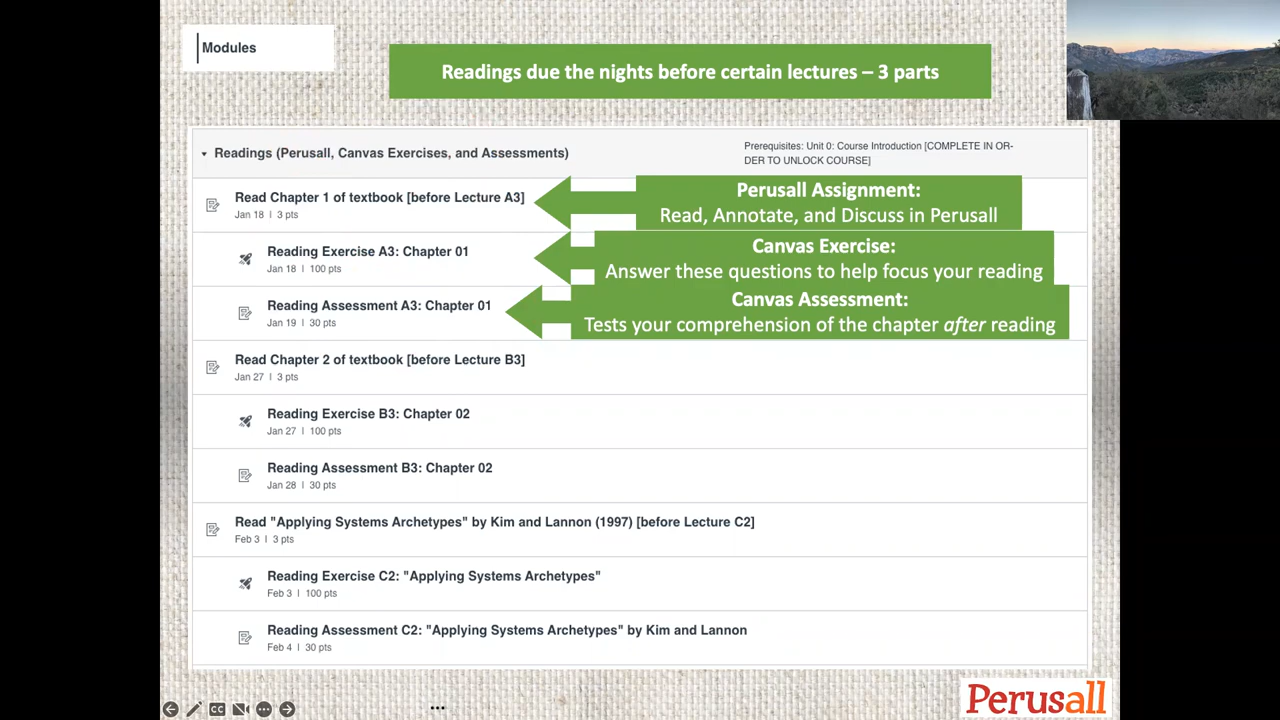 Modules
Readings due the nights before certain lectures – 3 parts
Readings (Perusall, Canvas Exercises, and Assessments)
Prerequisites: Unit 0: Course Introduction [COMPLETE IN OR-
DER TO UNLOCK COURSE]
Read Chapter 1 of textbook [before Lecture A3]
Jan 18 | 3 pts
Perusall Assignment:
Read, Annotate, and Discuss in Perusall
Reading Exercise A3: Chapter 01
Jan 18 | 100 pts
Canvas Exercise:
Answer these questions to help focus your reading
Reading Assessment A3: Chapter 01
Jan 19 | 30 pts
Canvas Assessment:
Tests your comprehension of the chapter after reading
Read Chapter 2 of textbook [before Lecture B3]
Jan 27 | 3 pts
Reading Exercise B3: Chapter 02
Jan 27 | 100 pts
Reading Assessment B3: Chapter 02
Jan 28 | 30 pts
Read "Applying Systems Archetypes" by Kim and Lannon (1997) [before Lecture C2]
Feb 3 | 3 pts
Reading Exercise C2: "Applying Systems Archetypes"
Feb 3 | 100 pts
Reading Assessment C2: "Applying Systems Archetypes" by Kim and Lannon
Feb 4 | 30 pts
CC
Perusall